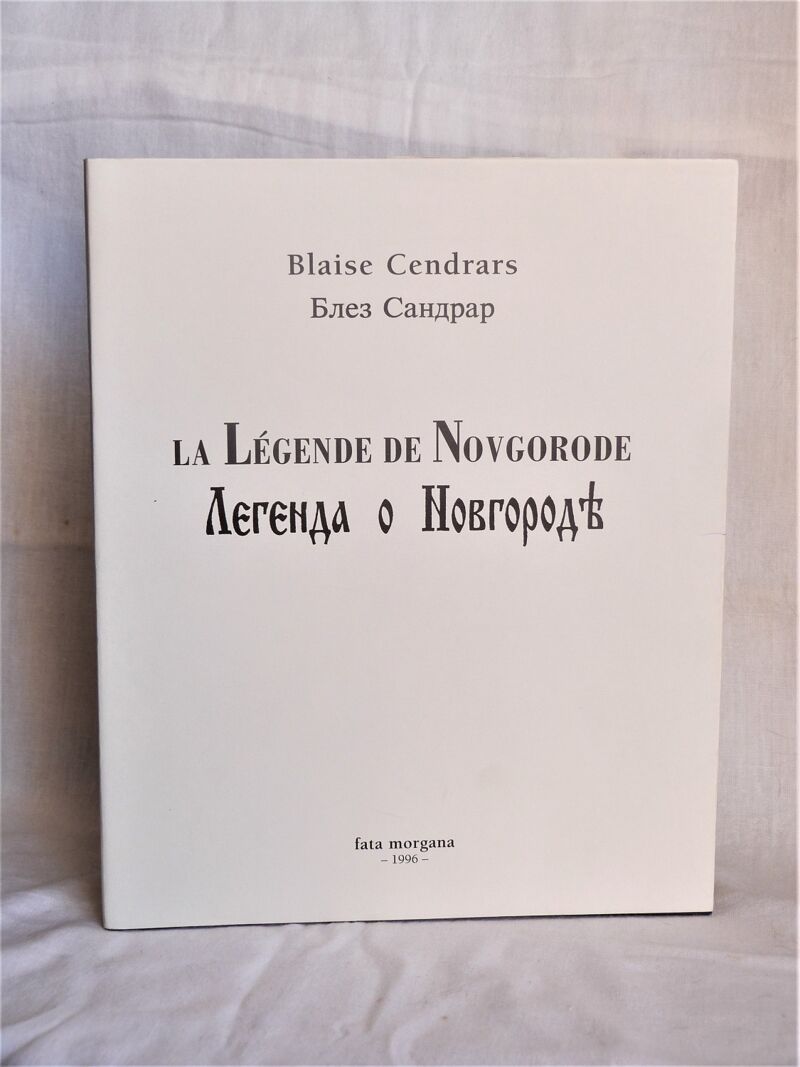 Blaise Cendrars
Блез Сандрар
LA LÉGENDE DE NOVGORODE
Легенда о Новгородѣ
fata morgana
– 1996 –